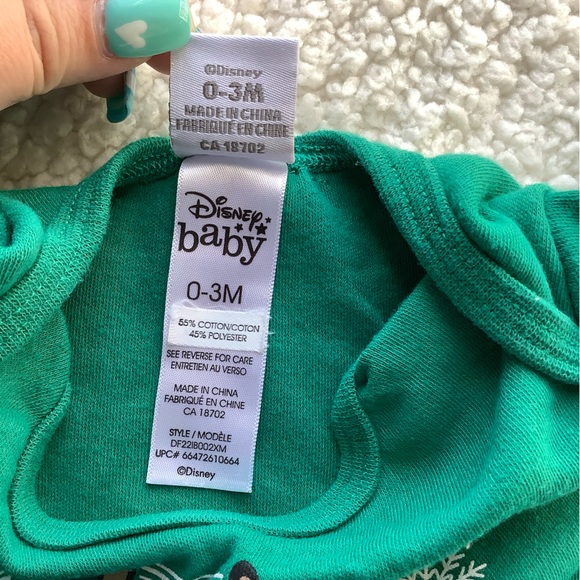 ©Disney
0-3M
MADE IN CHINA
FABRIQUÉ EN CHINE
CA 18702
Disney
baby
0-3M
55% COTTON/COTON
45% POLYESTER
SEE REVERSE FOR CARE
ENTRETIEN AU VERSO
MADE IN CHINA
FABRIQUÉ EN CHINE
CA 18702
STYLE / MODÈLE
DF22IB002XM
UPC# 66472610664
©Disney